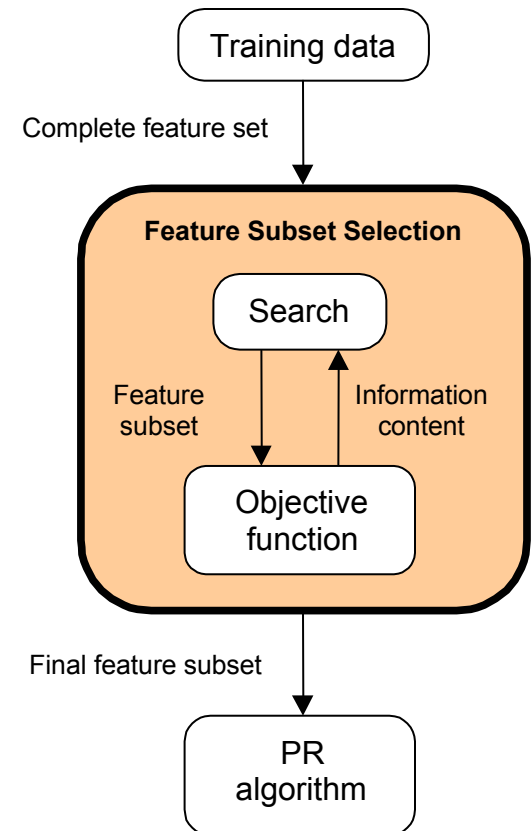 Training data
Complete feature set
Feature Subset Selection
Search
Feature
subset
Information
content
Objective
function
Final feature subset
PR
algorithm